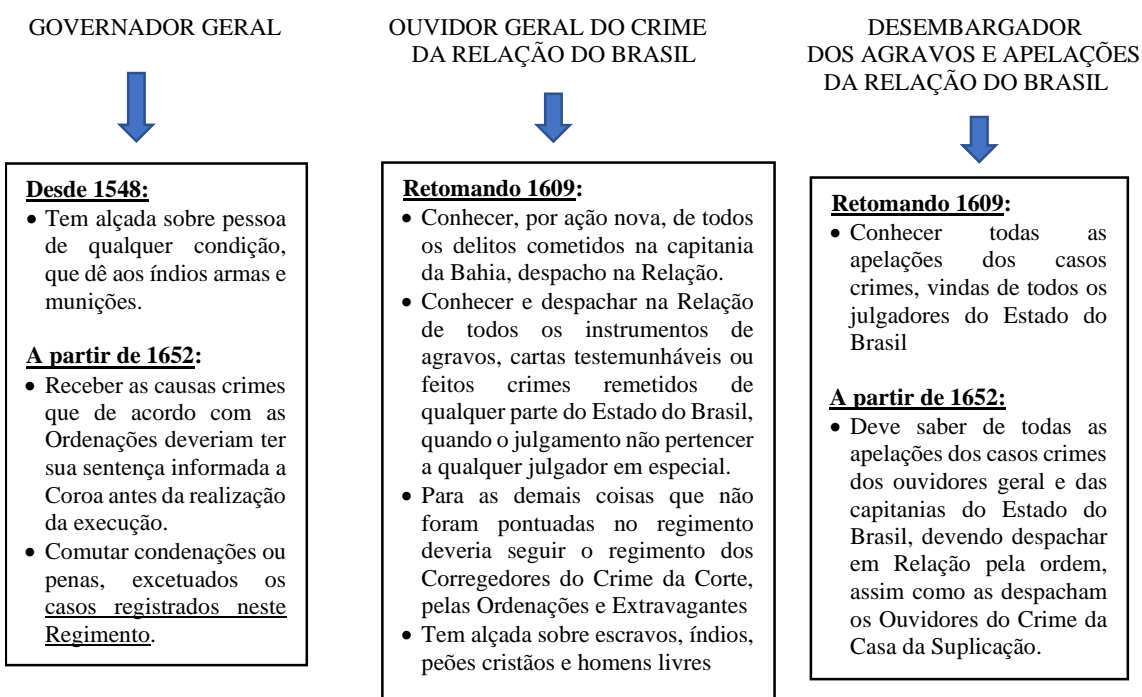 GOVERNADOR GERAL
Desde 1548:
• Tem alçada sobre pessoa
de qualquer condição,
que dê aos índios armas e
munições.
A partir de 1652:
• Receber as causas crimes
que de acordo com as
Ordenações deveriam ter
sua sentença informada a
Coroa antes da realização
da execução.
• Comutar condenações ou
penas, excetuados os
casos registrados neste
Regimento.
OUVIDOR GERAL DO CRIME
DA RELAÇÃO DO BRASIL
Retomando 1609:
• Conhecer, por ação nova, de todos
os delitos cometidos na capitania
da Bahia, despacho na Relação.
• Conhecer e despachar na Relação
de todos os instrumentos de
agravos, cartas testemunháveis ou
feitos crimes remetidos de
qualquer parte do Estado do Brasil,
quando o julgamento não pertencer
a qualquer julgador em especial.
• Para as demais coisas que não
foram pontuadas no regimento
deveria seguir o regimento dos
Corregedores do Crime da Corte,
pelas Ordenações e Extravagantes
• Tem alçada sobre escravos, índios,
peões cristãos e homens livres
DESEMBARGADOR
DOS AGRAVOS E APELAÇÕES
DA RELAÇÃO DO BRASIL
Retomando 1609:
• Conhecer todas as
apelações dos casos
crimes, vindas de todos os
julgadores do Estado do
Brasil
A partir de 1652:
• Deve saber de todas as
apelações dos casos crimes
dos ouvidores geral e das
capitanias do Estado do
Brasil, devendo despachar
em Relação pela ordem,
assim como as despacham
os Ouvidores do Crime da
Casa da Suplicação.